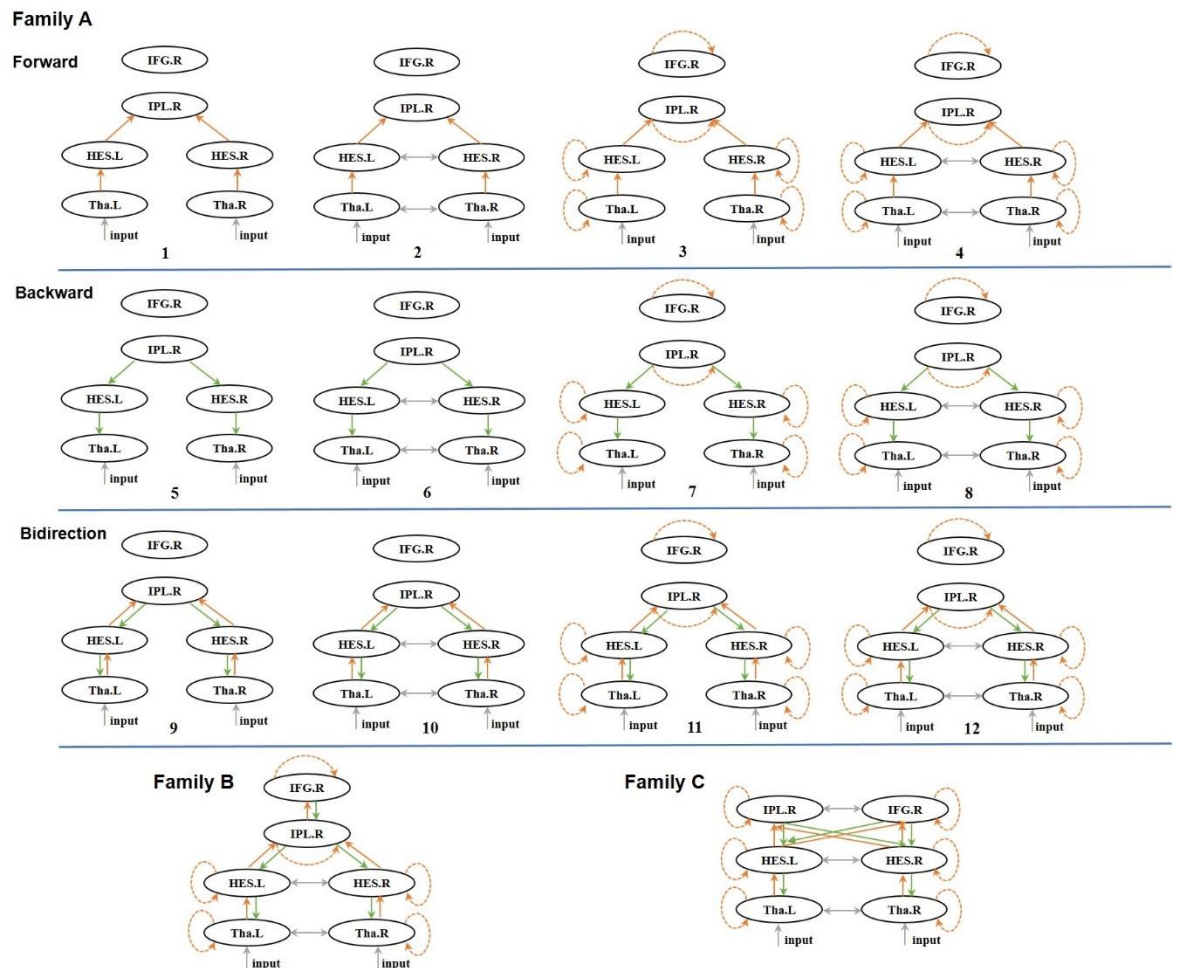 Family A
Forward
IFG.R IFG.R IFG.R IFG.R
IPL.R IPL.R IPL.R IPL.R
HES.L HES.R HES.L HES.R HES.L HES.R HES.L HES.R
Tha.L Tha.R Tha.L Tha.R Tha.L Tha.R Tha.L Tha.R
input input input input input input input input
1 2 3 4
Backward
IFG.R IFG.R IFG.R IFG.R
IPL.R IPL.R IPL.R IPL.R
HES.L HES.R HES.L HES.R HES.L HES.R HES.L HES.R
Tha.L Tha.R Tha.L Tha.R Tha.L Tha.R Tha.L Tha.R
input input input input input input input input
5 6 7 8
Bidirection
IFG.R IFG.R IFG.R IFG.R
IPL.R IPL.R IPL.R IPL.R
HES.L HES.R HES.L HES.R HES.L HES.R HES.L HES.R
Tha.L Tha.R Tha.L Tha.R Tha.L Tha.R Tha.L Tha.R
input input input input input input input input
9 10 11 12
Family B
IFG.R
IPL.R
HES.L HES.R
Tha.L Tha.R
input input
Family C
IPL.R IFG.R
HES.L HES.R
Tha.L Tha.R
input input